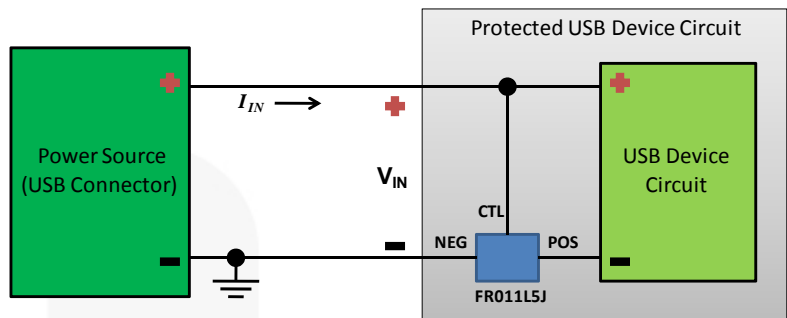 Protected USB Device Circuit
+
+
I_IN
+
Power Source
(USB Connector)
USB Device
Circuit
V_IN
CTL
NEG
POS
-
-
-
FR011L5J